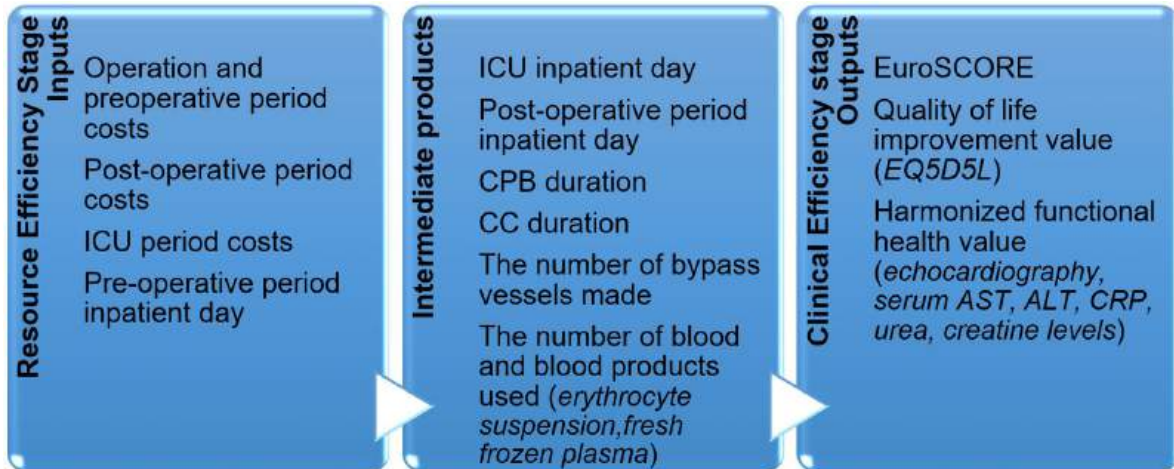 Resource Efficiency Stage
Inputs
Operation and
preoperative period
costs
Post-operative period
costs
ICU period costs
Pre-operative period
inpatient day
Intermediate products
ICU inpatient day
Post-operative period
inpatient day
CPB duration
CC duration
The number of bypass
vessels made
The number of blood
and blood products
used (erythrocyte
suspension,fresh
frozen plasma)
Clinical Efficiency stage
Outputs
EuroSCORE
Quality of life
improvement value
(EQ5D5L)
Harmonized functional
health value
(echocardiography,
serum AST, ALT, CRP,
urea, creatine levels)